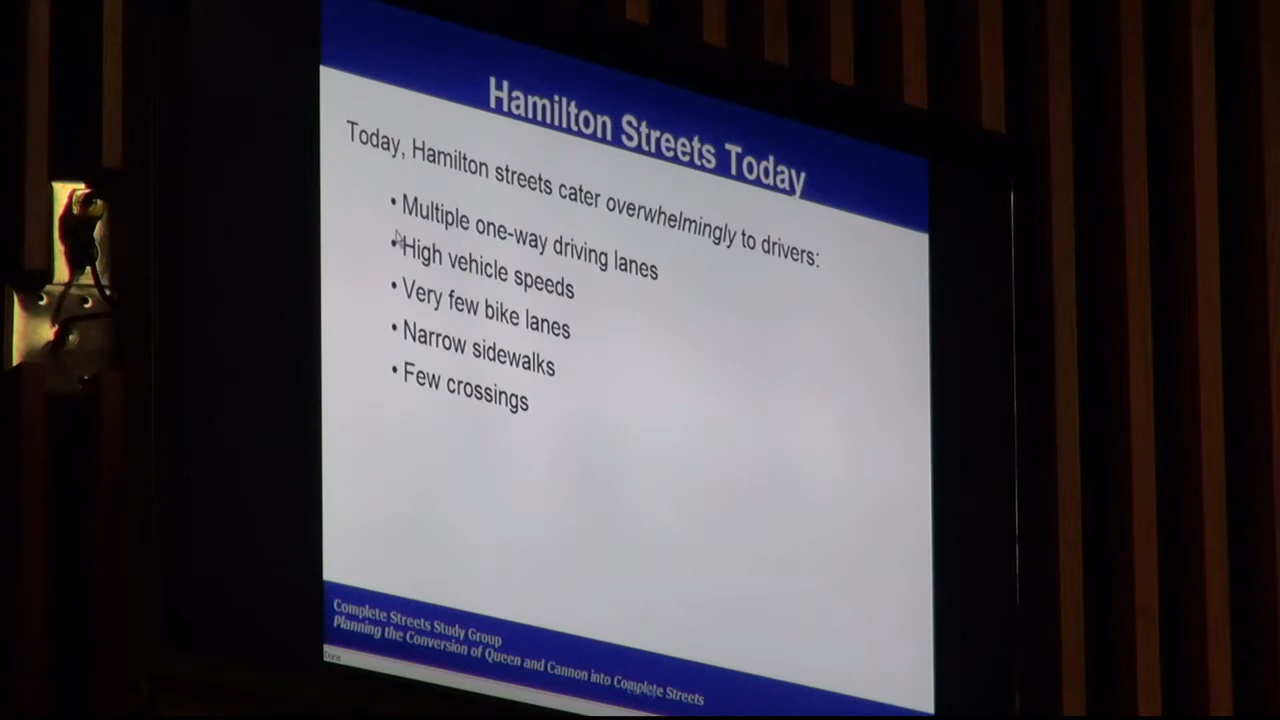 Hamilton Streets Today
Today, Hamilton streets cater overwhelmingly to drivers:
• Multiple one-way driving lanes
• High vehicle speeds
• Very few bike lanes
• Narrow sidewalks
• Few crossings
Complete Streets Study Group
Planning the Conversion of Queen and Cannon into Complete Streets
Done